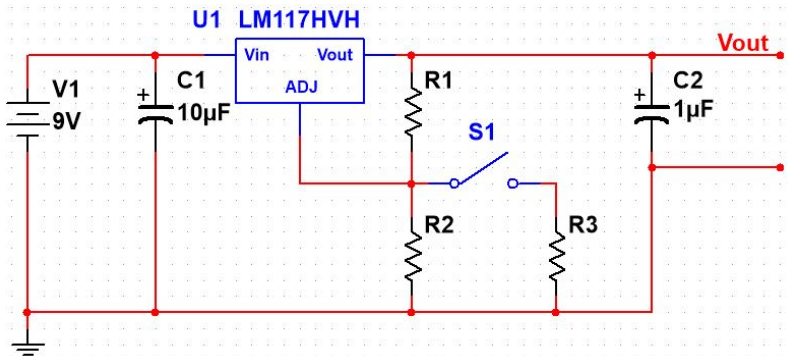 U1 LM117HVH
Vin Vout
ADJ
Vout
V1
9V
+
C1
10µF
R1
S1
+
C2
1µF
R2
R3